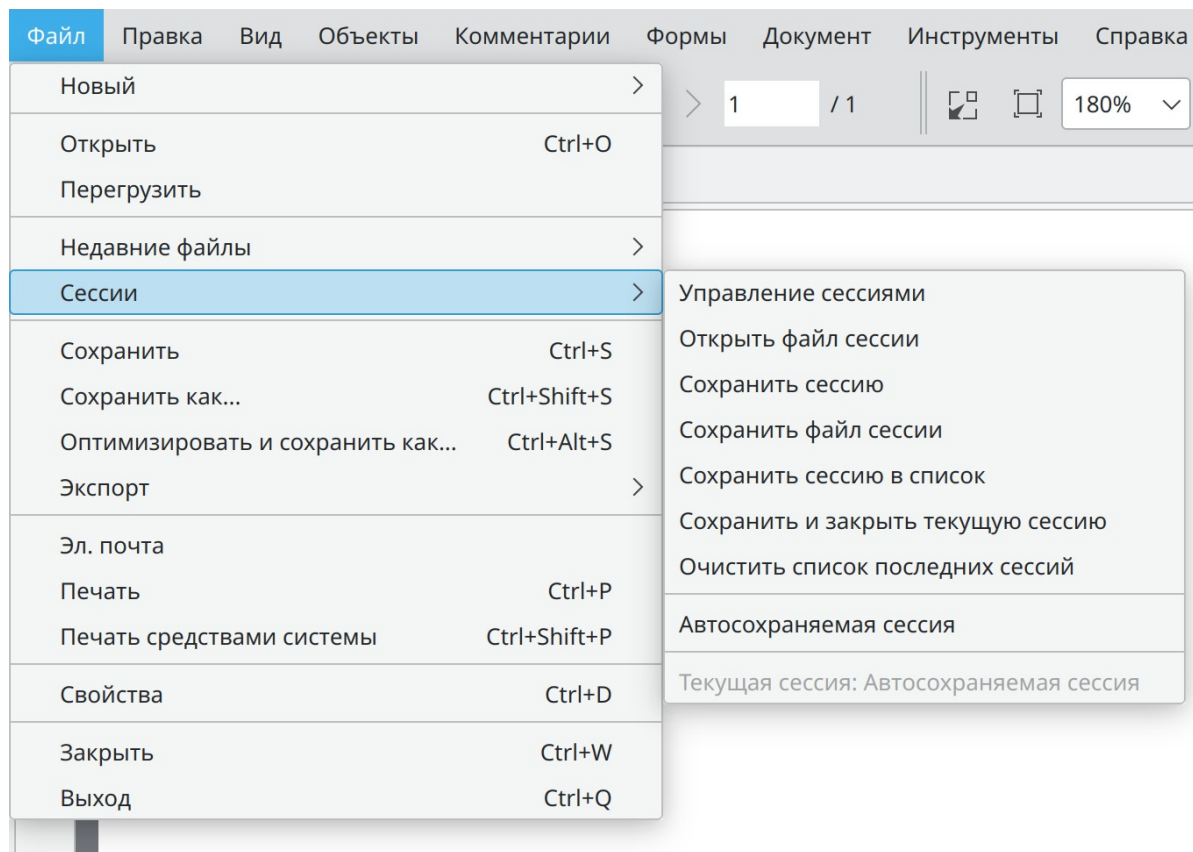 Файл Правка Вид Объекты Комментарии Формы Документ Инструменты Справка
Новый
1 / 1 180%
Открыть Ctrl+O
Перегрузить
Недавние файлы
Сессии
Сохранить Ctrl+S
Сохранить как... Ctrl+Shift+S
Оптимизировать и сохранить как... Ctrl+Alt+S
Экспорт
Эл. почта
Печать Ctrl+P
Печать средствами системы Ctrl+Shift+P
Свойства Ctrl+D
Закрыть Ctrl+W
Выход Ctrl+Q
Управление сессиями
Открыть файл сессии
Сохранить сессию
Сохранить файл сессии
Сохранить сессию в список
Сохранить и закрыть текущую сессию
Очистить список последних сессий
Автосохраняемая сессия
Текущая сессия: Автосохраняемая сессия